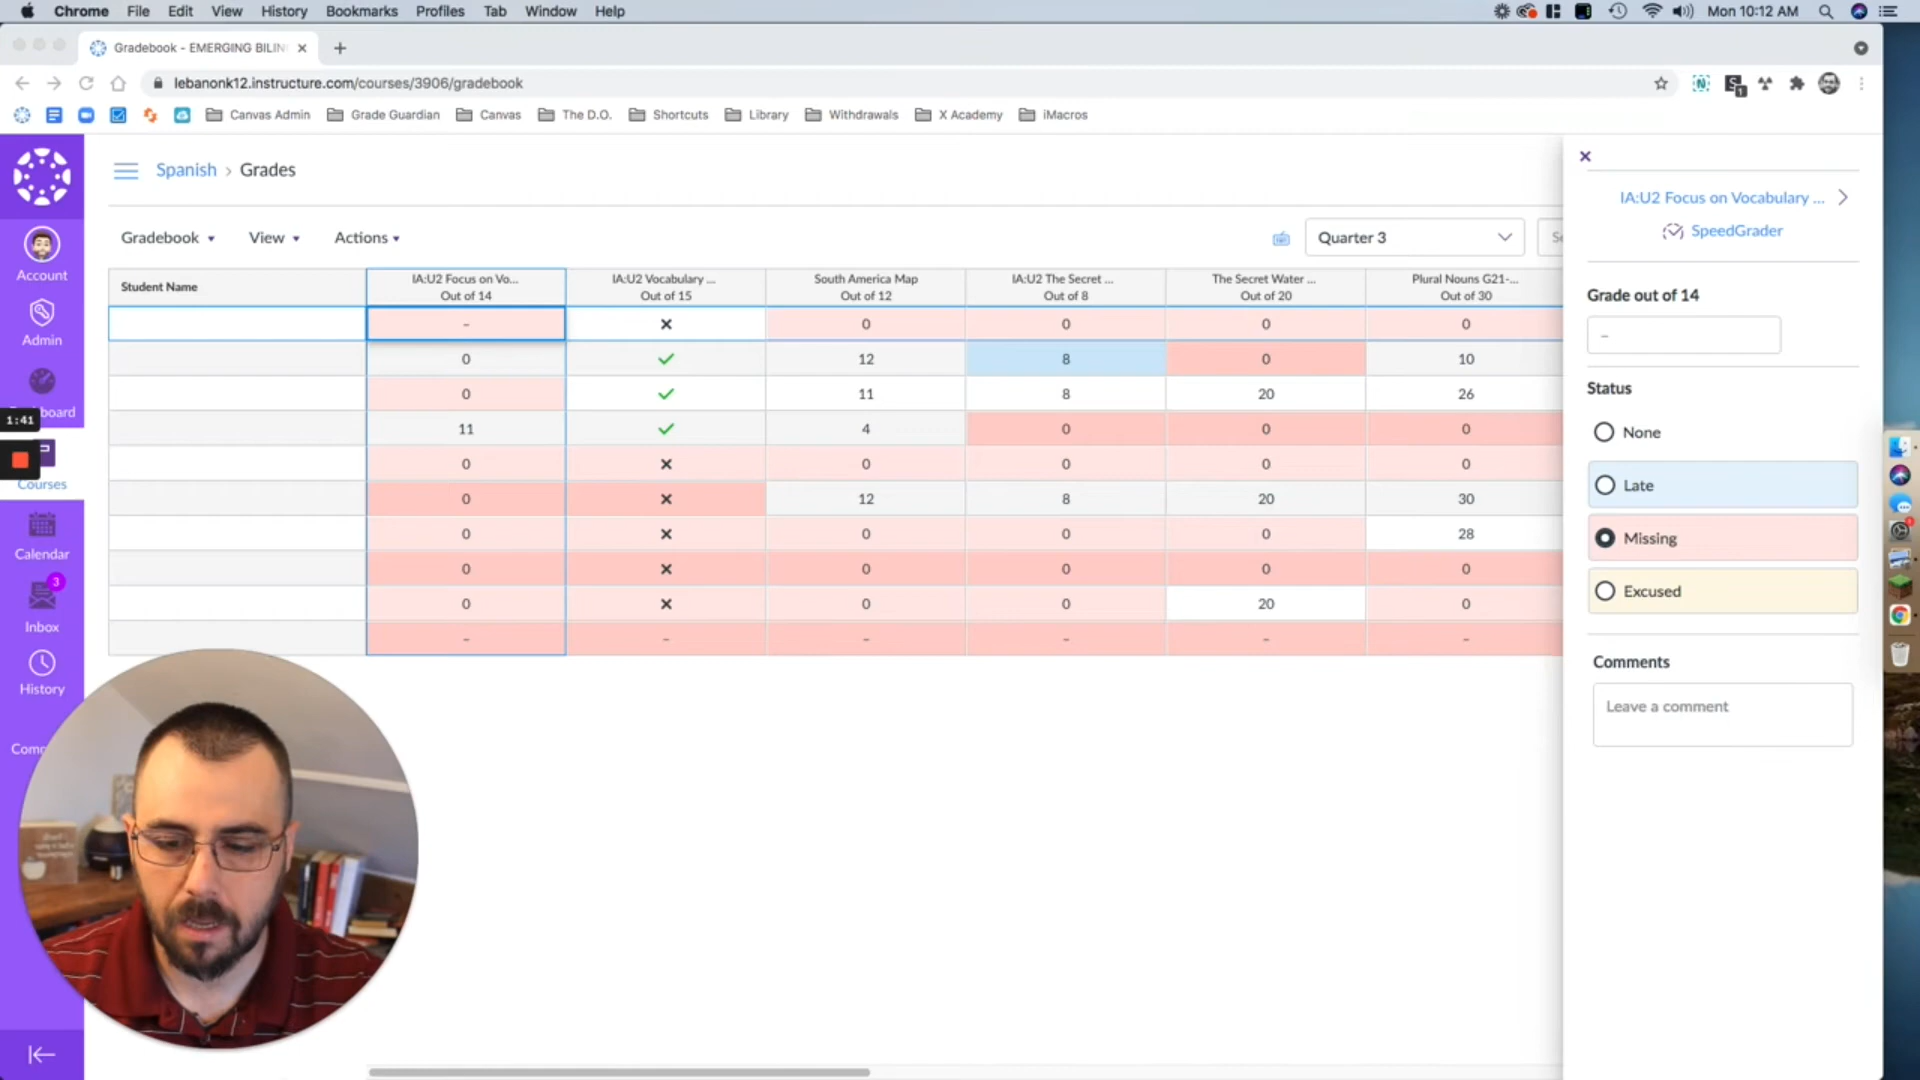 Chrome File Edit View History Bookmarks Profiles Tab Window Help
Mon 10:12 AM
Gradebook - EMERGING BILIN
lebanonk12.instructure.com/courses/3906/gradebook
1
Canvas Admin Grade Guardian Canvas The D.O. Shortcuts Library Withdrawals X Academy iMacros
Spanish › Grades
Gradebook View Actions
Quarter 3
Student Name
IA:U2 Focus on Vo...
Out of 14
IA:U2 Vocabulary ...
Out of 15
South America Map
Out of 12
IA:U2 The Secret ...
Out of 8
The Secret Water ...
Out of 20
Plural Nouns G21-...
Out of 30
– 0 0 0 0
0 12 8 0 10
0 11 8 20 26
11 4 0 0 0
0 0 0 0 0
0 12 8 20 30
0 0 0 0 28
0 0 0 0 0
0 0 0 20 0
– – – – – –
Account
Admin
board
1:41
Courses
Calendar
3
Inbox
History
IA:U2 Focus on Vocabulary ...
SpeedGrader
Grade out of 14
–
Status
None
Late
Missing
Excused
Comments
Leave a comment